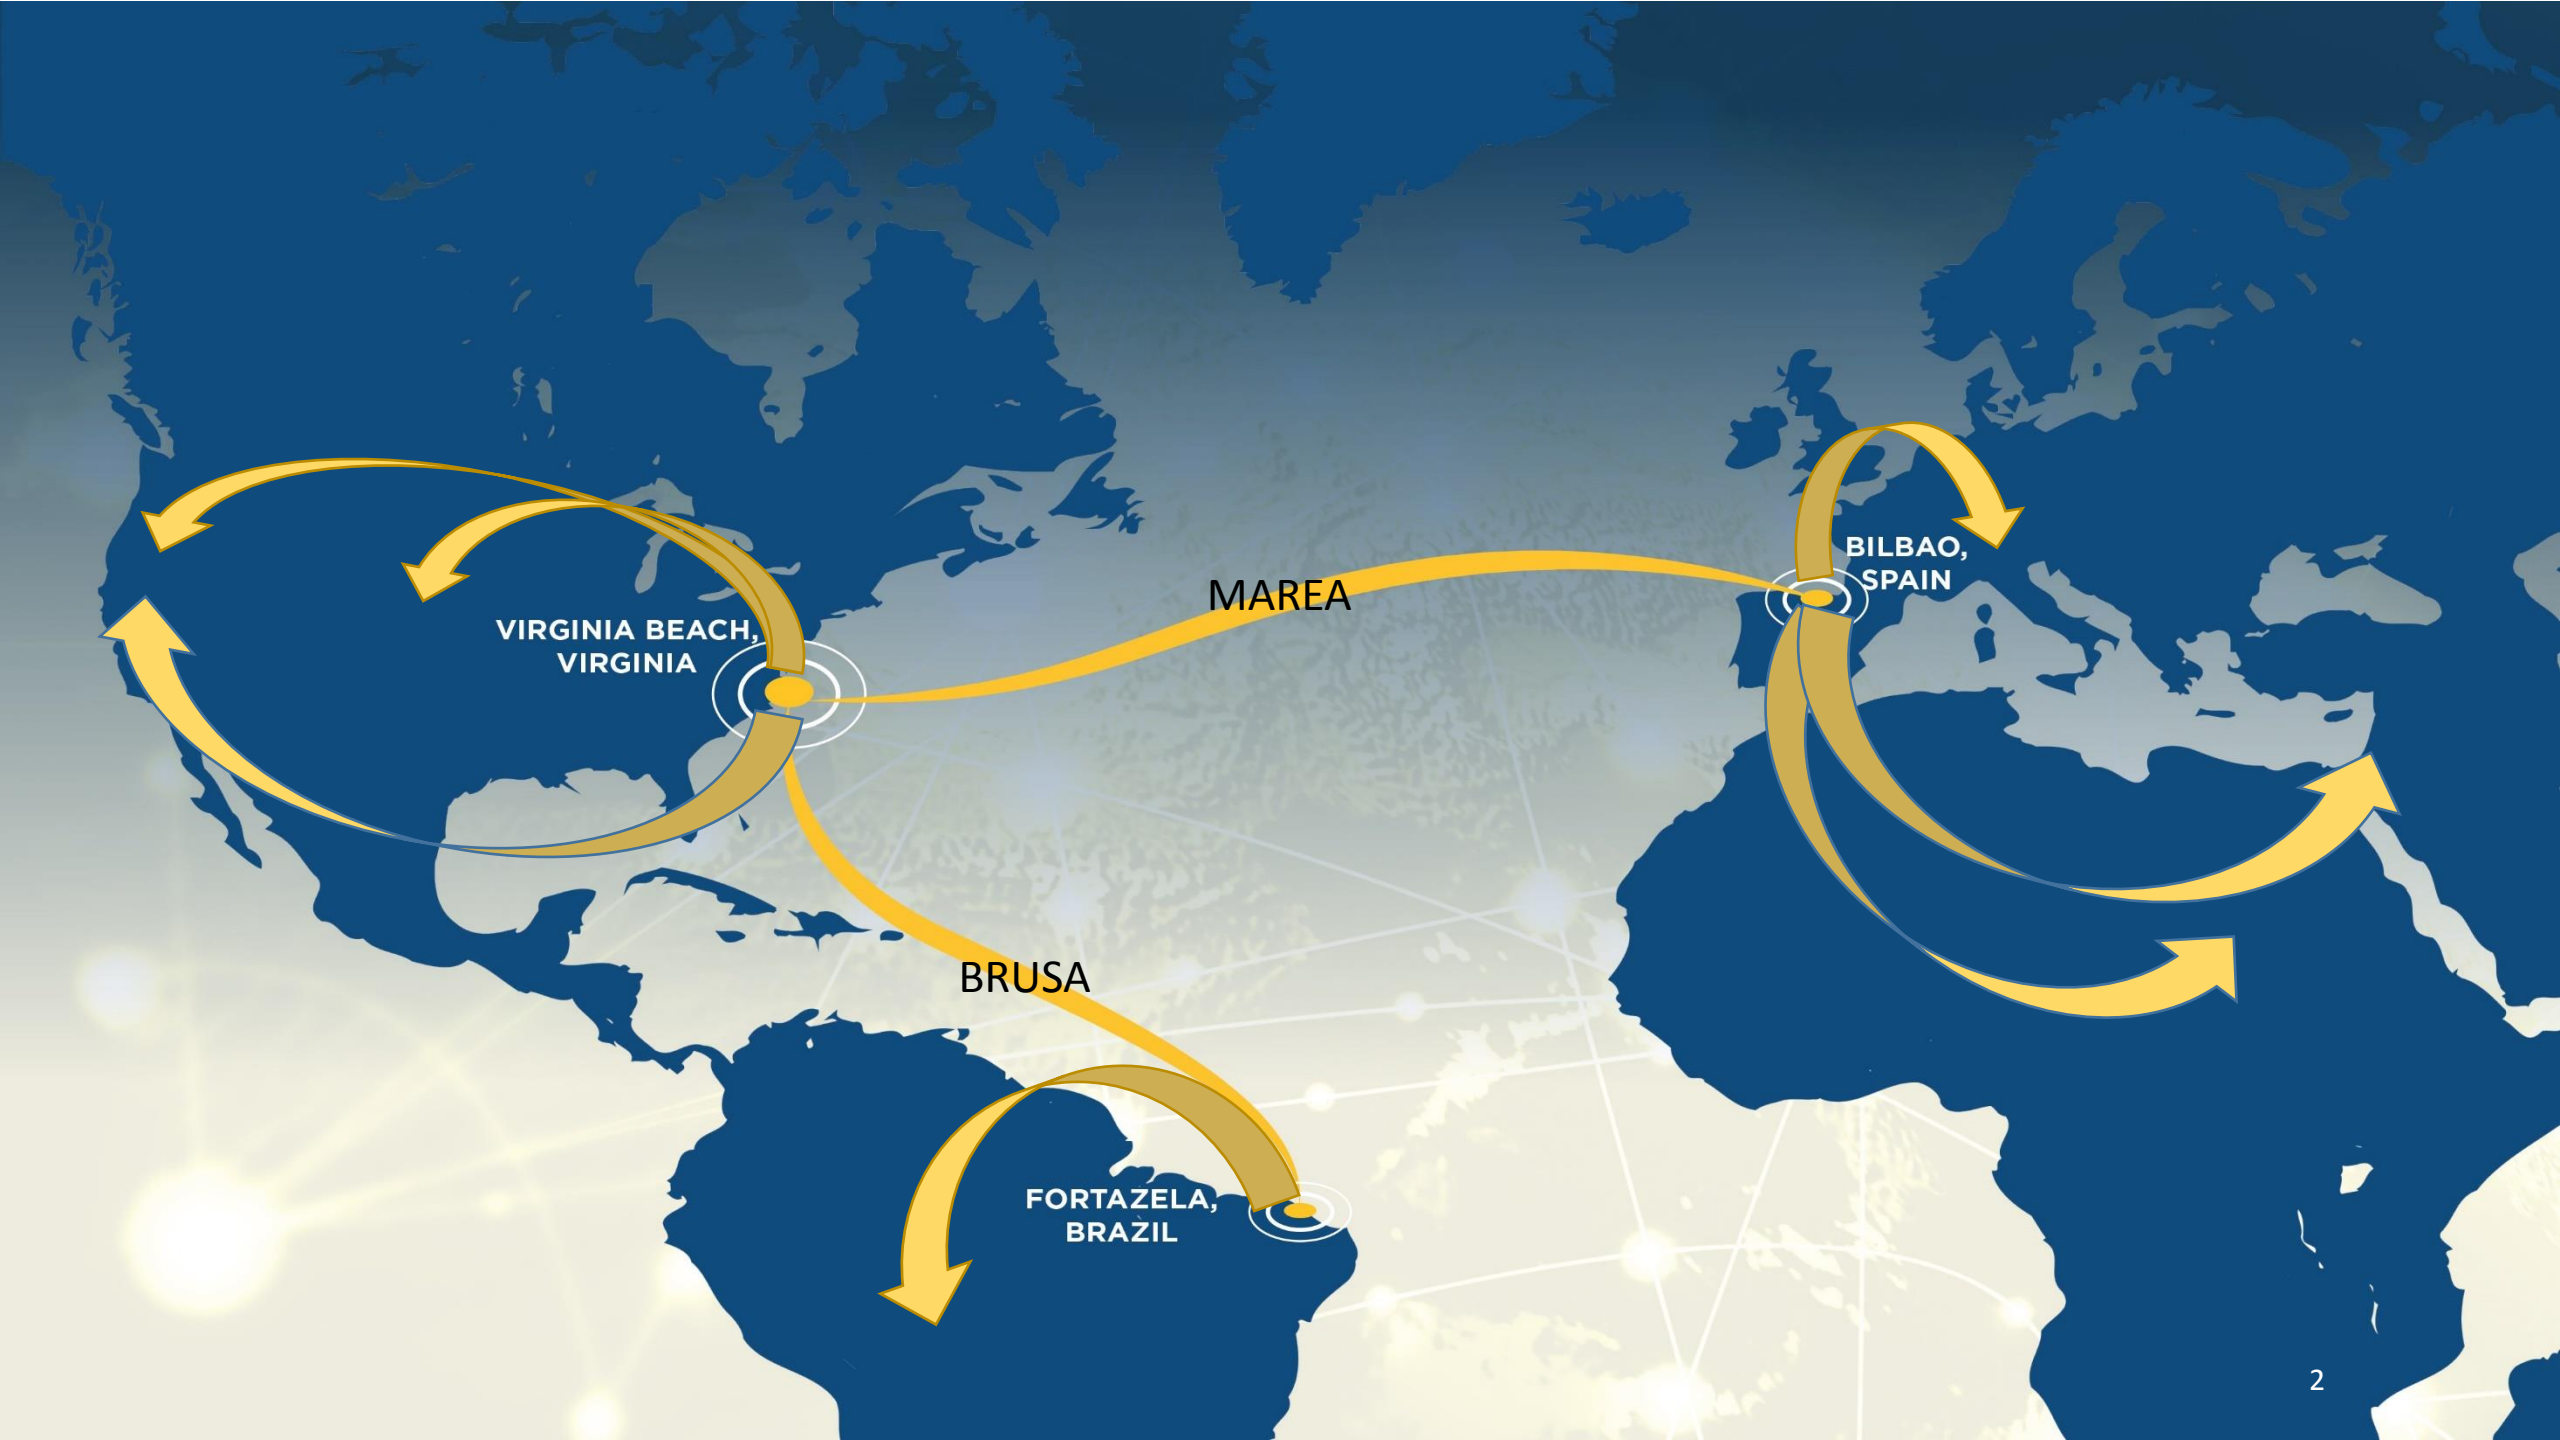 MAREA
BILBAO,
SPAIN
VIRGINIA BEACH,
VIRGINIA
BRUSA
FORTAZELA,
BRAZIL
2